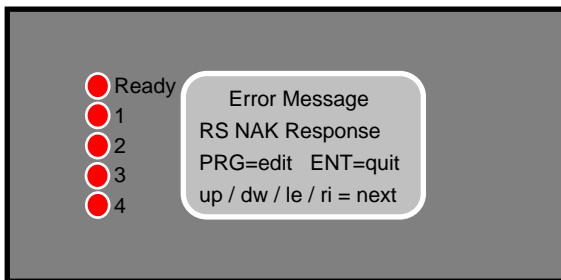 Ready
1
2
3
4
Error Message
RS NAK Response
PRG=edit ENT=quit
up / dw / le / ri = next